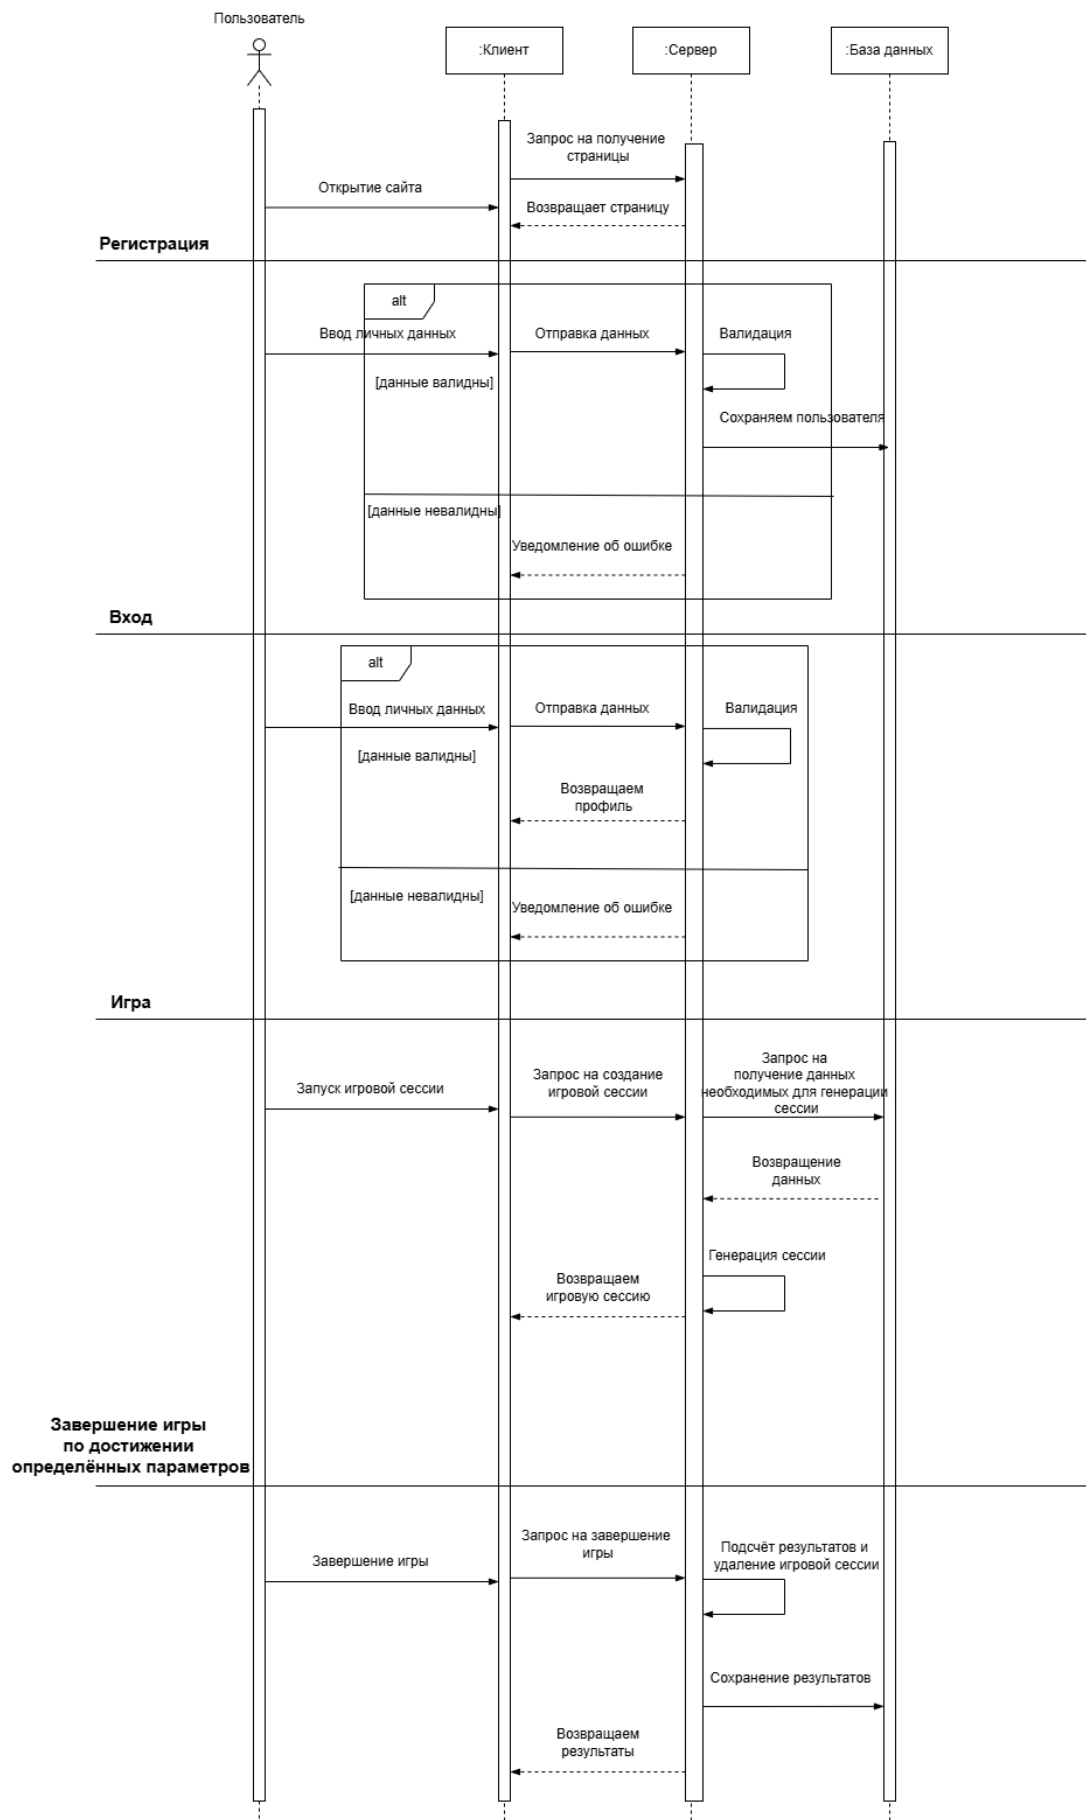 Пользователь
:Клиент
:Сервер
:База данных
Запрос на получение
страницы
Открытие сайта
Возвращает страницу
Регистрация
alt
Ввод личных данных
Отправка данных
Валидация
[данные валидны]
Сохраняем пользователя
[данные невалидны]
Уведомление об ошибке
Вход
alt
Ввод личных данных
Отправка данных
Валидация
[данные валидны]
Возвращаем
профиль
[данные невалидны]
Уведомление об ошибке
Игра
Запуск игровой сессии
Запрос на создание
игровой сессии
Запрос на
получение данных
необходимых для генерации
сессии
Возвращение
данных
Генерация сессии
Возвращаем
игровую сессию
Завершение игры
по достижении
определённых параметров
Завершение игры
Запрос на завершение
игры
Подсчёт результатов и
удаление игровой сессии
Сохранение результатов
Возвращаем
результаты